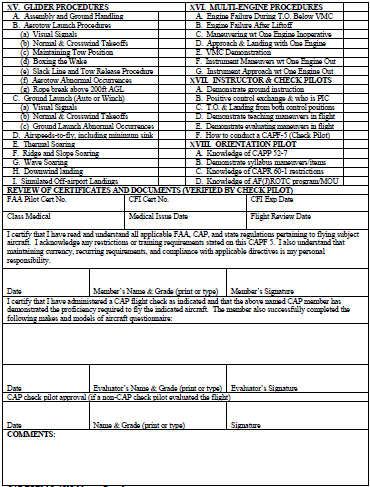 XV. GLIDER PROCEDURES
A. Assembly and Ground Handling
B. Aerotow Launch Procedures
(a) Visual Signals
(b) Normal & Crosswind Takeoffs
(c) Maintaining Tow Position
(d) Boxing the Wake
(e) Slack Line and Tow Release Procedure
(f) Aerotow Abnormal Occurrences
(g) Rope break above 200ft AGL
C. Ground Launch (Auto or Winch)
(a) Visual Signals
(b) Normal & Crosswind Takeoffs
(c) Ground Launch Abnormal Occurrences
D. Airspeeds-to-fly, including minimum sink
E. Thermal Soaring
F. Ridge and Slope Soaring
G. Wave Soaring
H. Downwind landing
I. Simulated Off-airport Landings
XVI. MULTI-ENGINE PROCEDURES
A. Engine Failure During T.O. Below VMC
B. Engine Failure After Liftoff
C. Maneuvering w/t One Engine Inoperative
D. Approach & Landing with One Engine
E. VMC Demonstration
F. Instrument Maneuvers w/t One Engine Out
G. Instrument Approach w/t One Engine Out
XVII. INSTRUCTOR & CHECK PILOTS
A. Demonstrate ground instruction
B. Positive control exchange & who is PIC
C. T.O. & Landing from both control positions
D. Demonstrate teaching maneuvers in flight
E. Demonstrate evaluating maneuvers in flight
F. How to conduct a CAPF-5 (Check Pilot)
XVIII. ORIENTATION PILOT
A. Knowledge of CAPP 52-7
B. Demonstrate syllabus maneuvers/items
C. Knowledge of CAPR 60-1 restrictions
D. Knowledge of AF(J)ROTC program/MOU
REVIEW OF CERTIFICATES AND DOCUMENTS (VERIFIED BY CHECK PILOT)
FAA Pilot Cert No. CFI Cert No. CFI Exp Date
Class Medical Medical Issue Date Flight Review Date
I certify that I have read and understand all applicable FAA, CAP, and state regulations pertaining to flying subject
aircraft. I acknowledge any restrictions or training requirements stated on this CAPF 5. I also understand that
maintaining currency, recurring requirements, and compliance with applicable directives is my personal
responsibility.
Date Member's Name & Grade (print or type) Member's Signature
I certify that I have administered a CAP flight check as indicated and that the above named CAP member has
demonstrated the proficiency required to fly the indicated aircraft. The member also successfully completed the
following makes and models of aircraft questionnaire:
Date Evaluator's Name & Grade (print or type) Evaluator's Signature
CAP check pilot approval (if a non-CAP check pilot evaluated the flight)
Date Name & Grade (print or type) Signature
COMMENTS: